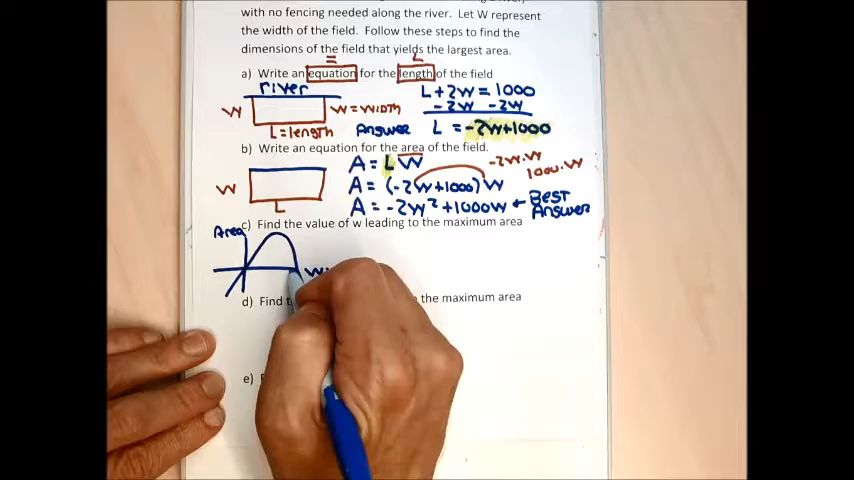 with no fencing needed along the river. Let W represent
the width of the field. Follow these steps to find the
dimensions of the field that yields the largest area.
= L
a) Write an equation for the length of the field
river L + 2W = 1000
W W = WIDTH -2W -2W
L = length Answer L = -2W+1000
b) Write an equation for the area of the field.
A = L W -2W·W
1000·W
W A = (-2W+1000)W
L A = -2W² + 1000W ← Best Answer
c) Find the value of w leading to the maximum area
Area
W
d) Find the maximum area
e)